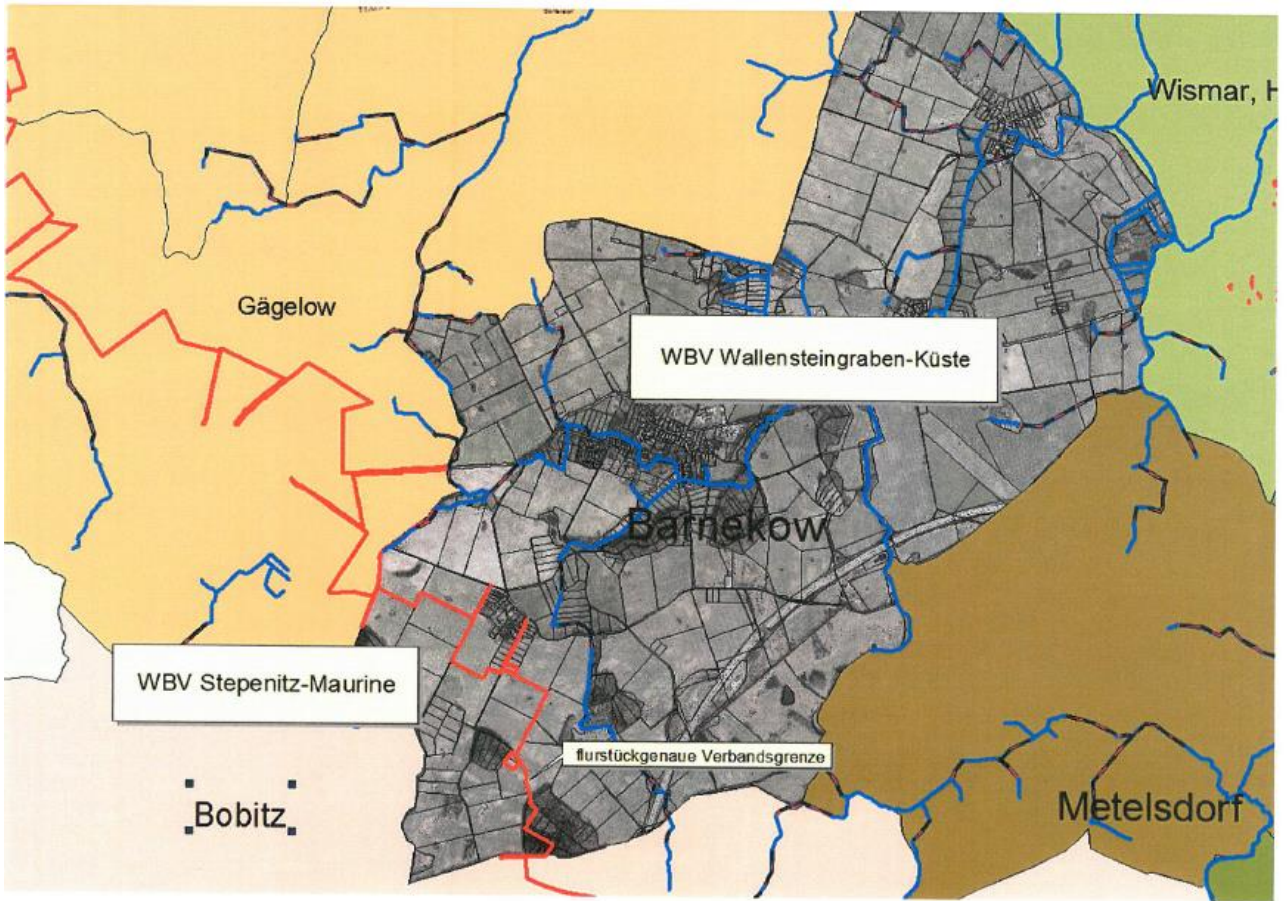 Wismar, H
Gägelow
WBV Wallensteingraben-Küste
Barnekow
WBV Stepenitz-Maurine
flurstückgenaue Verbandsgrenze
Bobitz
Metelsdorf